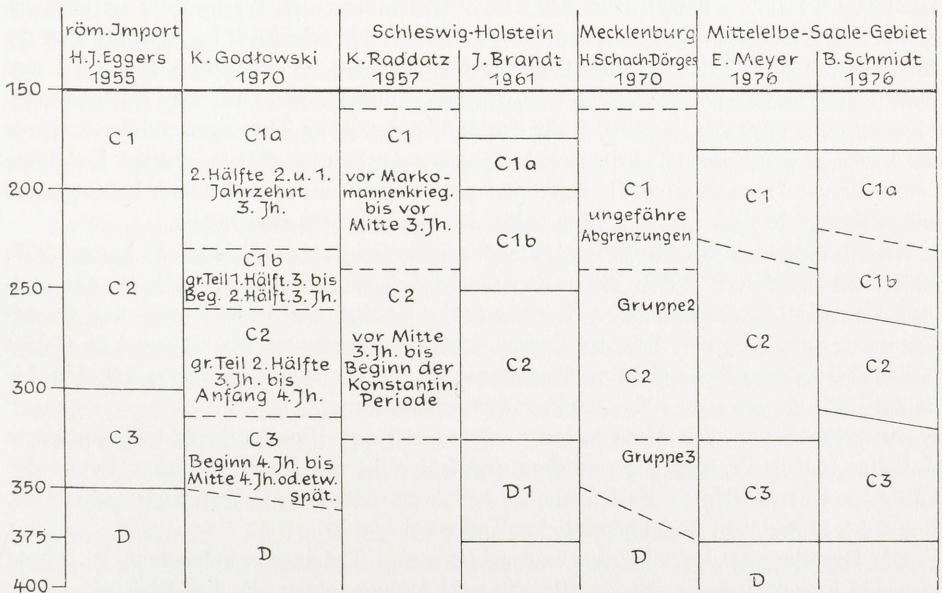 röm.Import
Schleswig-Holstein
Mecklenburg
Mittelelbe-Saale-Gebiet
H.J.Eggers
1955
K.Godłowski
1970
K.Raddatz
1957
J.Brandt
1961
H.Schach-Dörges
1970
E.Meyer
1976
B.Schmidt
1976
150
200
250
300
350
375
400
C1
C2
C3
D
C1a
2.Hälfte 2.u.1.
Jahrzehnt
3.Jh.
C1b
gr.Teil 1.Hälft.3. bis
Beg. 2.Hälft.3.Jh.
C2
gr.Teil 2.Hälfte
3.Jh. bis
Anfang 4.Jh.
C3
Beginn 4.Jh. bis
Mitte 4.Jh.od.etw.
spät.
D
C1
vor Marko-
mannenkrieg.
bis vor
Mitte 3.Jh.
C2
vor Mitte
3.Jh. bis
Beginn der
Konstantin.
Periode
C1a
C1b
C2
D1
C1
ungefähre
Abgrenzungen
Gruppe2
C2
Gruppe3
D
C1
C2
C3
D
C1a
C1b
C2
C3